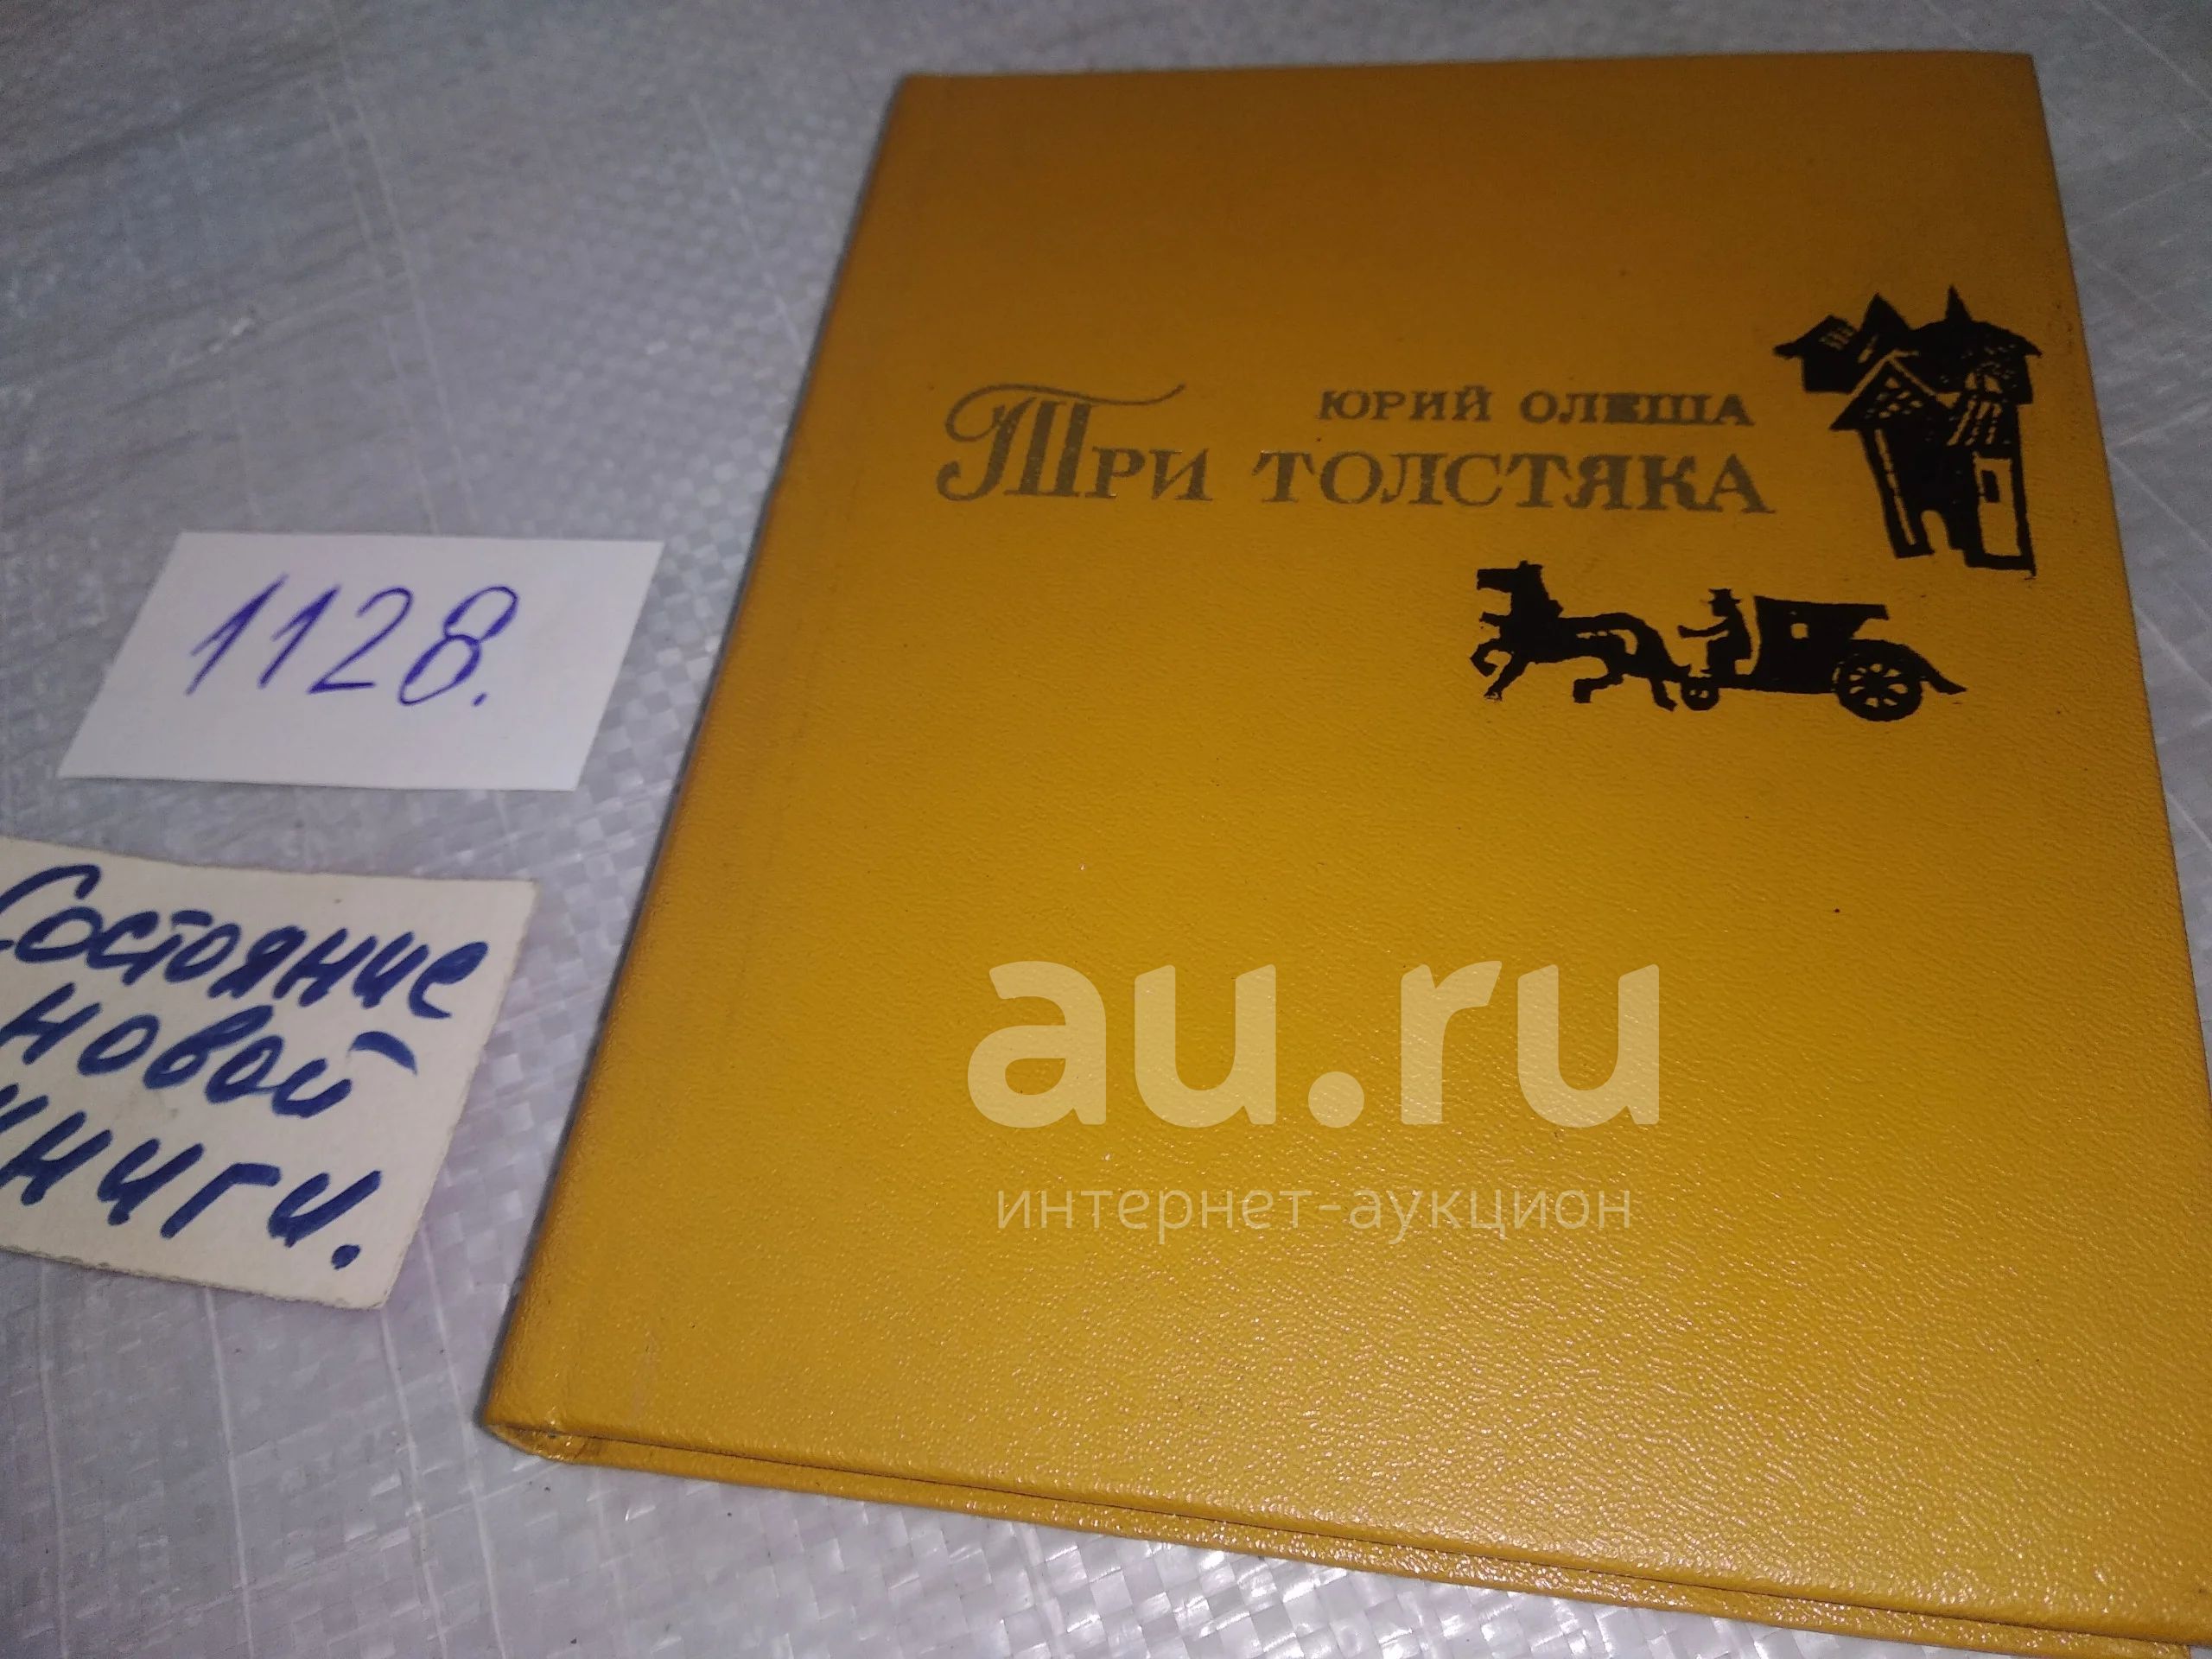 ЮРИЙ ОЛЕША
ТРИ ТОЛСТЯКА
1128.
Состояние
новой
книги.
au.ru
интернет-аукцион